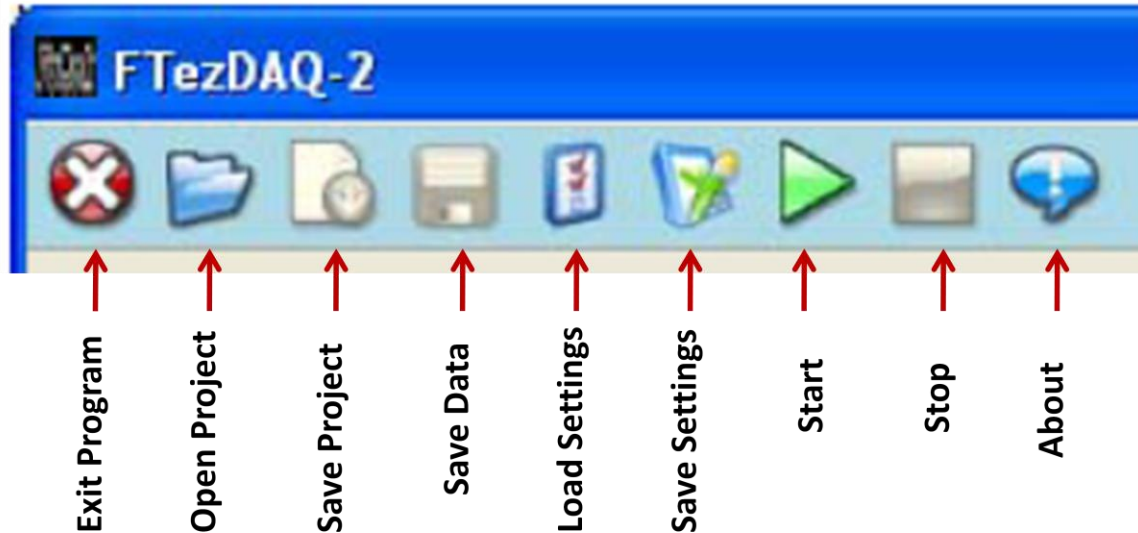 FTezDAQ-2
Exit Program
Open Project
Save Project
Save Data
Load Settings
Save Settings
Start
Stop
About